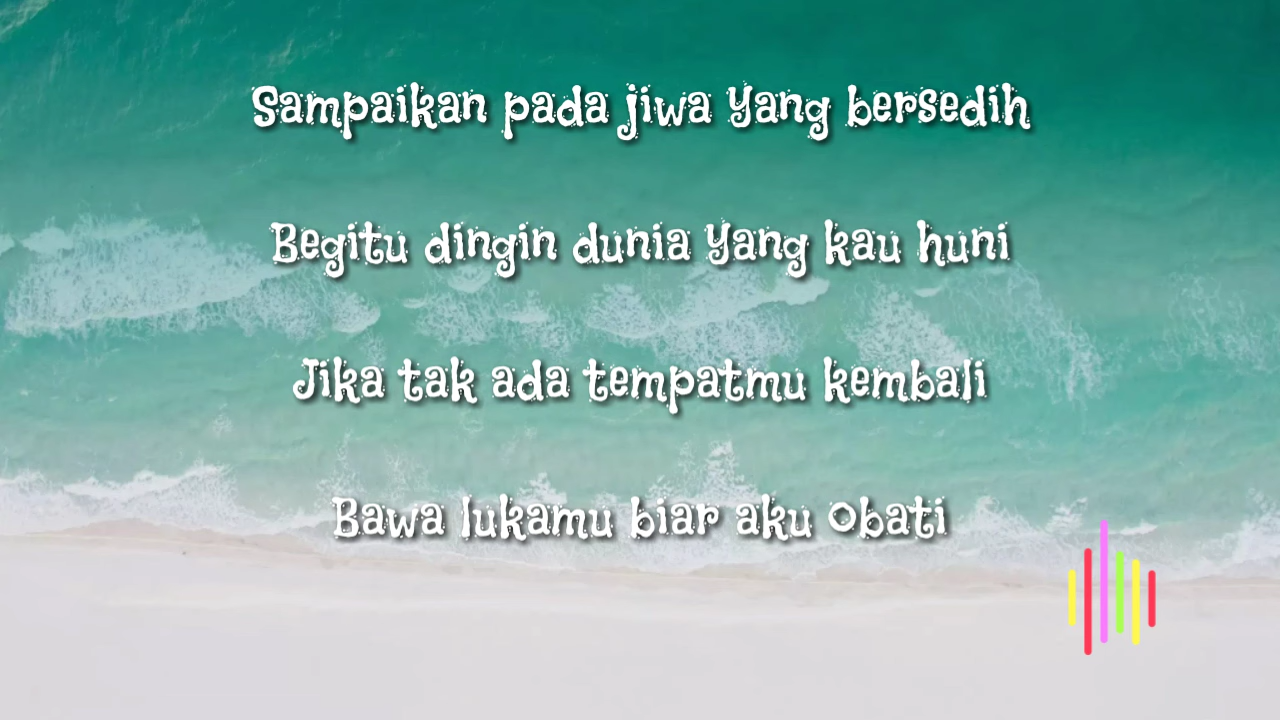 Sampaikan pada jiwa yang bersedih
Begitu dingin dunia yang kau huni
Jika tak ada tempatmu kembali
Bawa lukamu biar aku obati